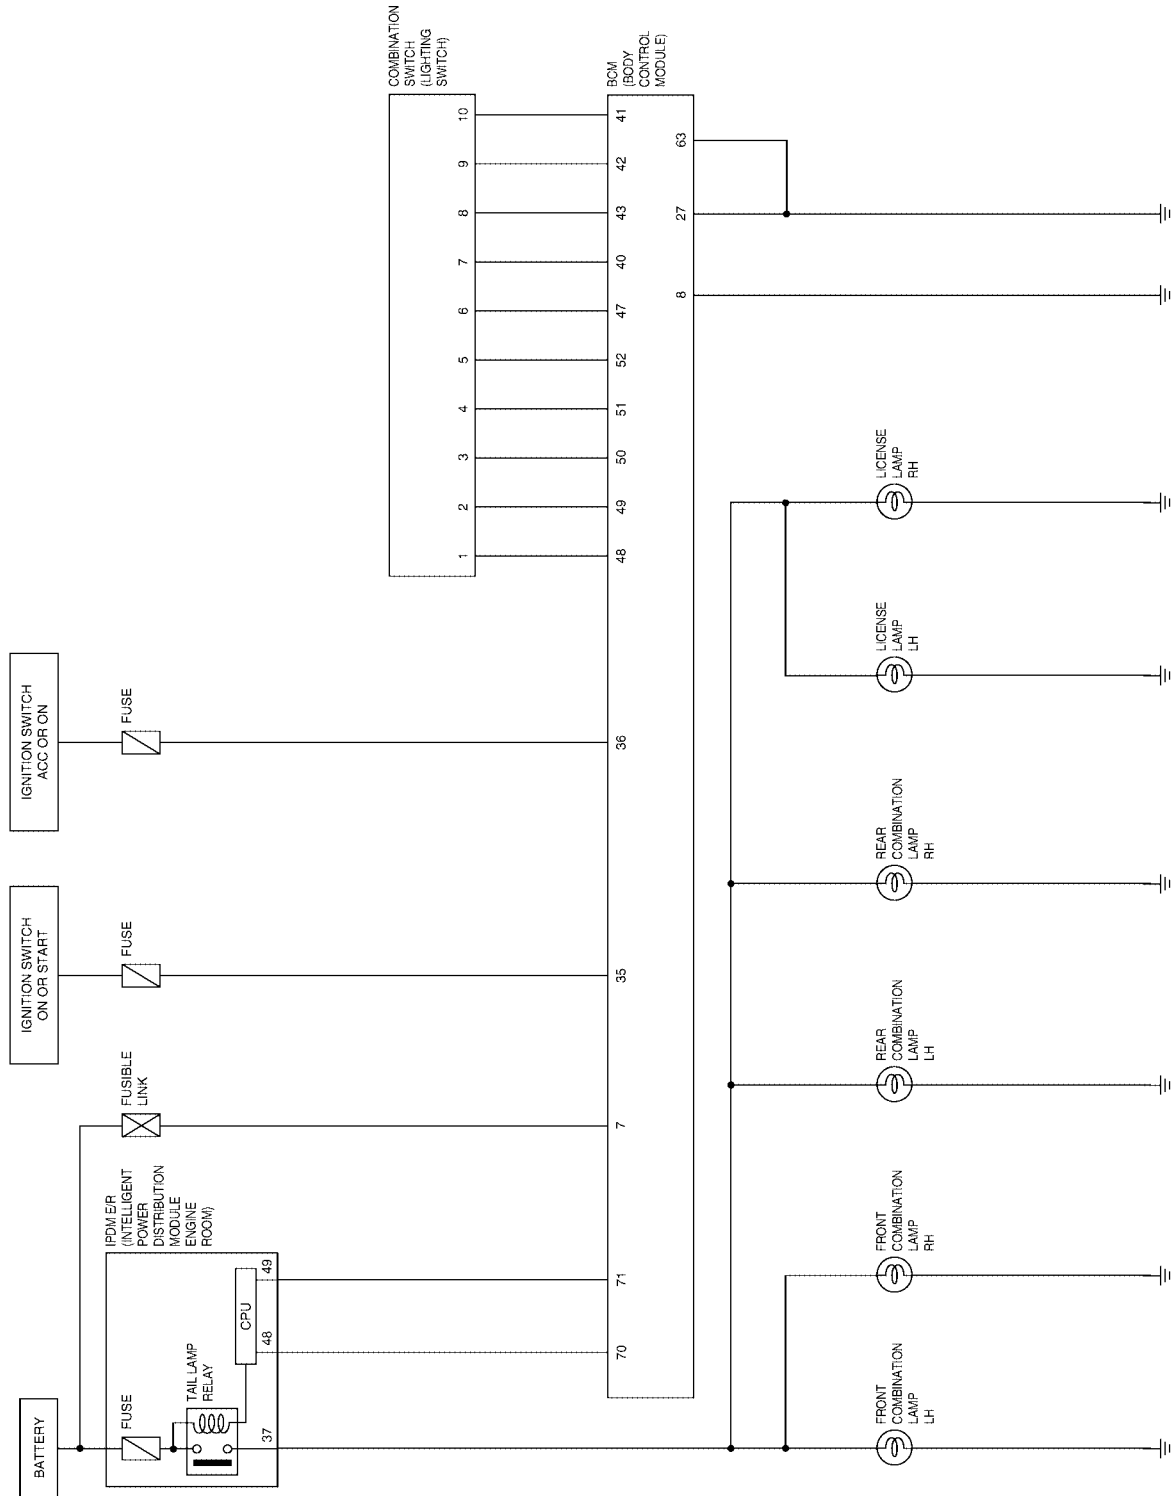 BATTERY
IGNITION SWITCH
ON OR START
IGNITION SWITCH
ACC OR ON
FUSE
FUSIBLE
LINK
FUSE
FUSE
IPDM E/R
(INTELLIGENT
POWER
DISTRIBUTION
MODULE
ENGINE
ROOM)
TAIL LAMP
RELAY
CPU
37
48
49
COMBINATION
SWITCH
(LIGHTING
SWITCH)
1
2
3
4
5
6
7
8
9
10
BCM
(BODY
CONTROL
MODULE)
70
71
7
35
36
48
49
50
51
52
47
40
43
42
41
8
27
63
FRONT
COMBINATION
LAMP
LH
FRONT
COMBINATION
LAMP
RH
REAR
COMBINATION
LAMP
LH
REAR
COMBINATION
LAMP
RH
LICENSE
LAMP
LH
LICENSE
LAMP
RH